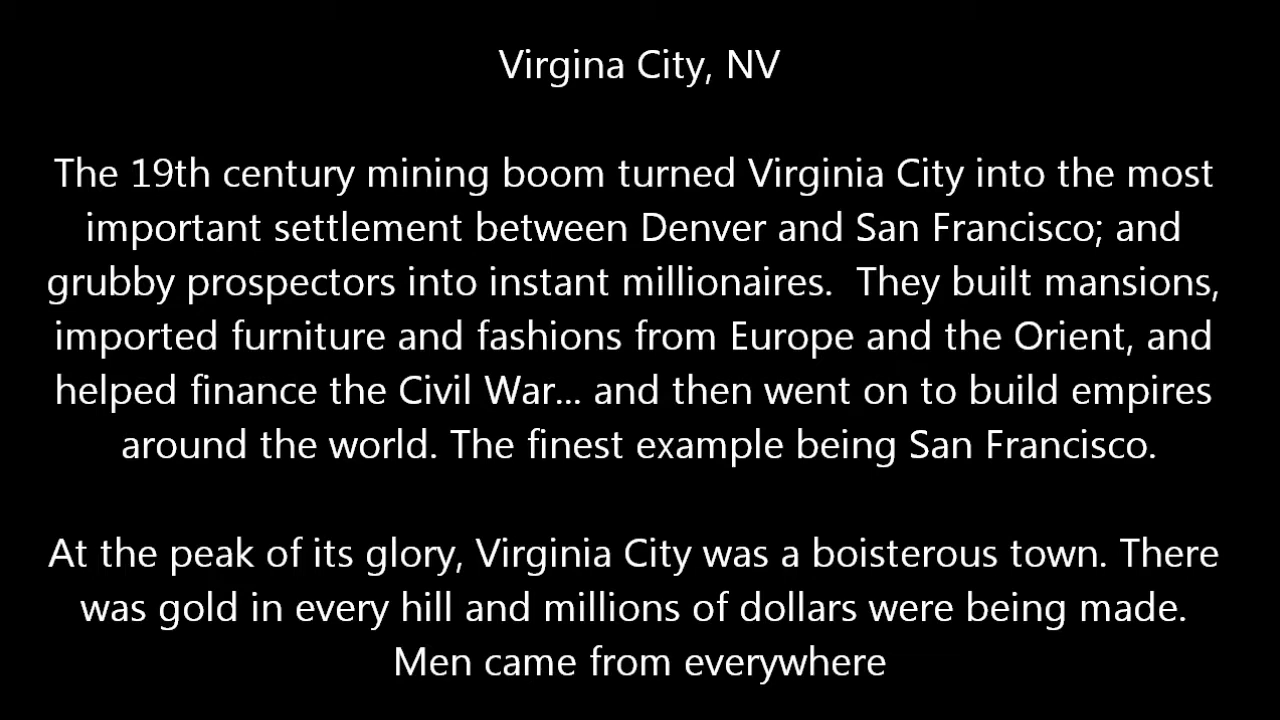 Virgina City, NV
The 19th century mining boom turned Virginia City into the most
important settlement between Denver and San Francisco; and
grubby prospectors into instant millionaires.  They built mansions,
imported furniture and fashions from Europe and the Orient, and
helped finance the Civil War... and then went on to build empires
around the world. The finest example being San Francisco.
At the peak of its glory, Virginia City was a boisterous town. There
was gold in every hill and millions of dollars were being made.
Men came from everywhere